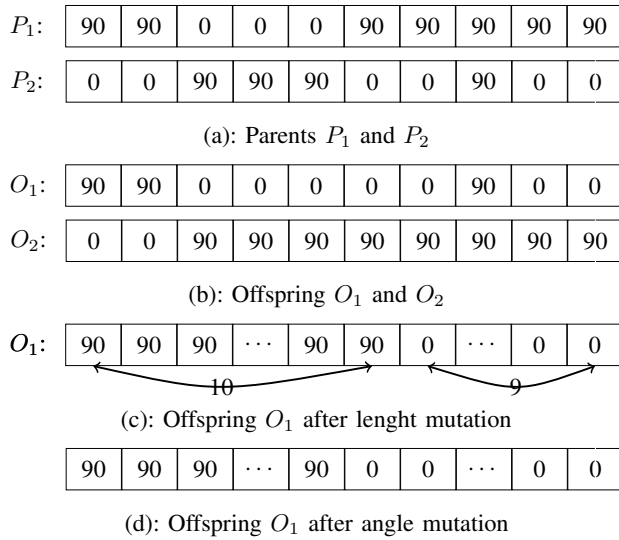 P₁: 90 90 0 0 0 90 90 90 90 90
P₂: 0 0 90 90 90 0 0 90 0 0
(a): Parents P₁ and P₂
O₁: 90 90 0 0 0 0 0 90 0 0
O₂: 0 0 90 90 90 90 90 90 90 90
(b): Offspring O₁ and O₂
O₁: 90 90 90 ··· 90 90 0 ··· 0 0
10 9
(c): Offspring O₁ after lenght mutation
90 90 90 ··· 90 0 0 ··· 0 0
(d): Offspring O₁ after angle mutation